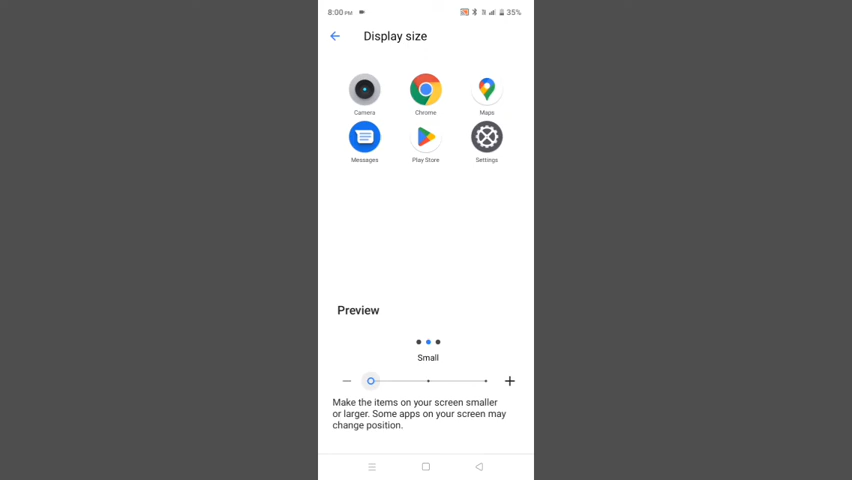 8:00 PM 35%
Display size
Camera Chrome Maps
Messages Play Store Settings
Preview
Small
Make the items on your screen smaller
or larger. Some apps on your screen may
change position.